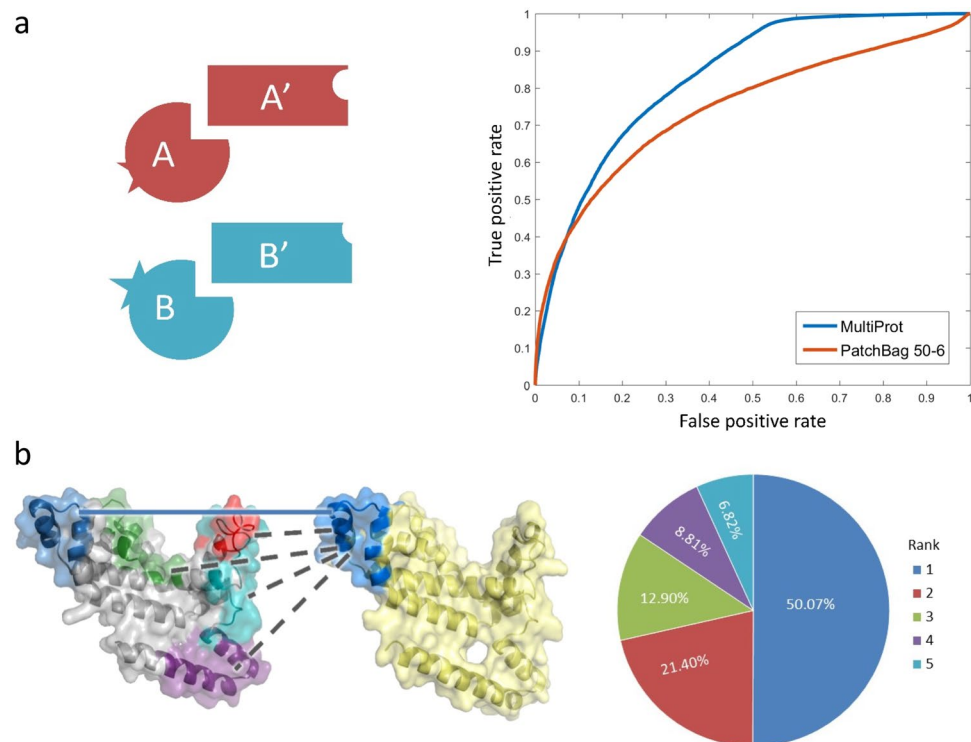 a
A’
A
B’
B
True positive rate
1
0.9
0.8
0.7
0.6
0.5
0.4
0.3
0.2
0.1
0
0 0.1 0.2 0.3 0.4 0.5 0.6 0.7 0.8 0.9 1
False positive rate
MultiProt
PatchBag 50-6
b
6.82%
8.81%
12.90%
21.40%
50.07%
Rank
1
2
3
4
5